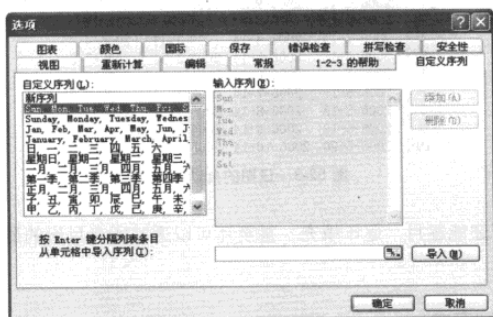 选项
图表 颜色 国际 保存 错误检查 拼写检查 安全性
视图 重新计算 编辑 常规 1-2-3 的帮助 自定义序列
自定义序列(L): 输入序列(E):
新序列
Sun, Mon, Tue, Wed, Thu, Fri, S
Sunday, Monday, Tuesday, Wednes
Jan, Feb, Mar, Apr, May, Jun, J
January, February, March, April
日, 一, 二, 三, 四, 五, 六
星期日, 星期一, 星期二, 星期三,
一月, 二月, 三月, 四月, 五月, 六
第一季, 第二季, 第三季, 第四季
正月, 二月, 三月, 四月, 五月, 六
子, 丑, 寅, 卯, 辰, 巳, 午, 未,
甲, 乙, 丙, 丁, 戊, 己, 庚, 辛,
Sun
Mon
Tue
Wed
Thu
Fri
Sat
添加(A)
删除(D)
按 Enter 键分隔列表条目
从单元格中导入序列(I): 导入(M)
确定 取消